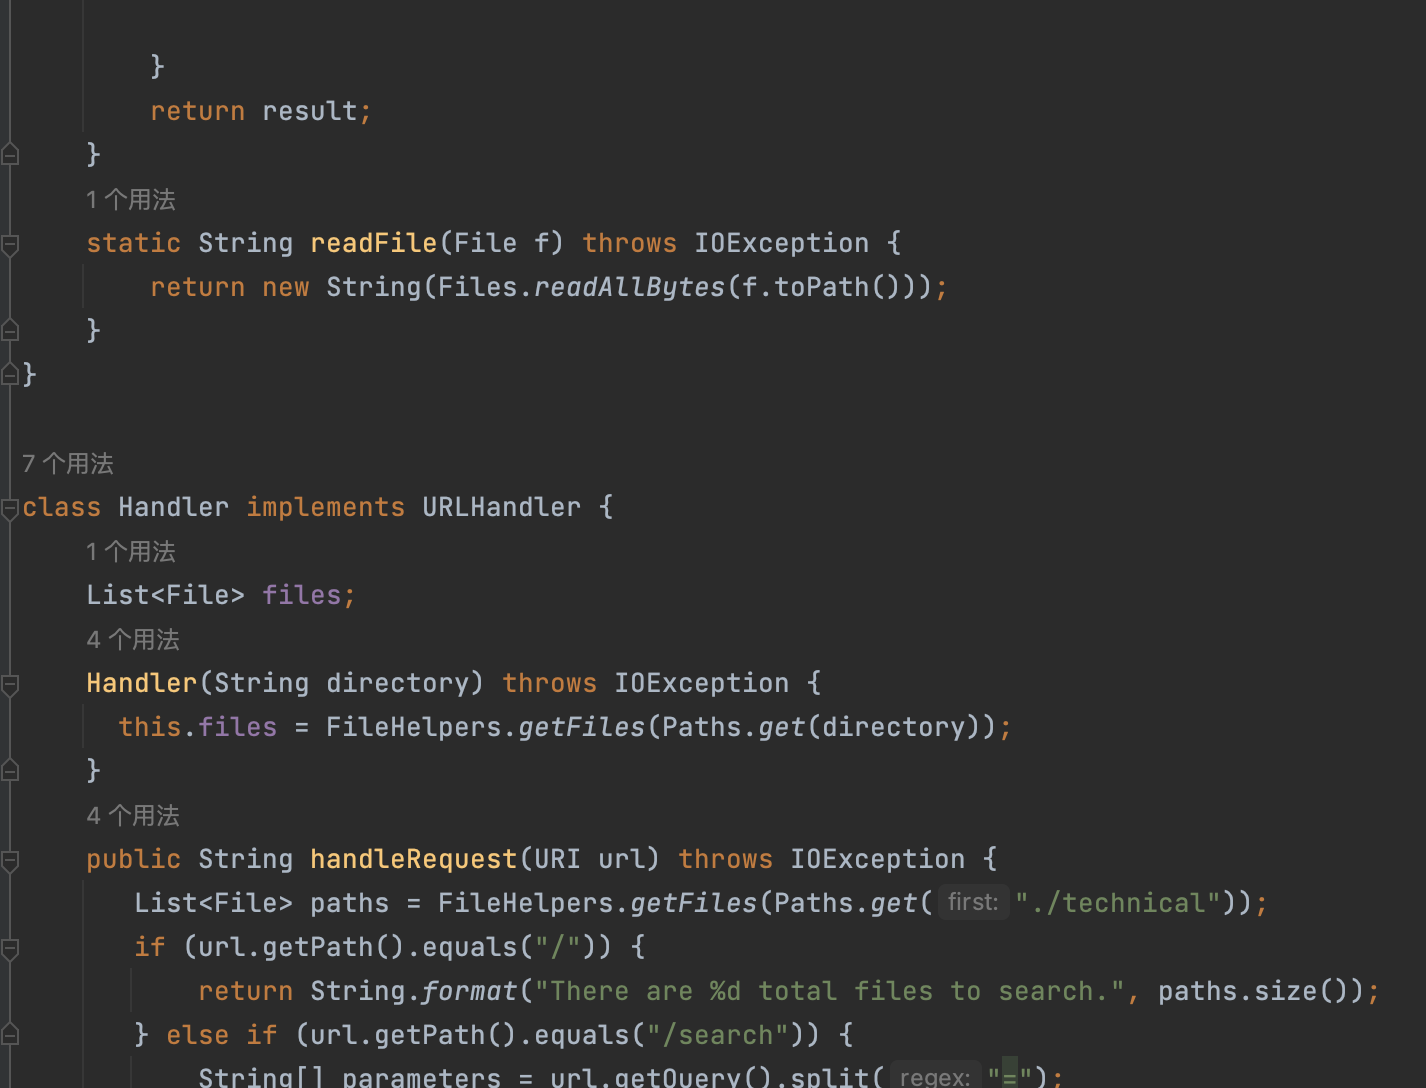 }
return result;
}
1 个用法
static String readFile(File f) throws IOException {
return new String(Files.readAllBytes(f.toPath()));
}
}
7 个用法
class Handler implements URLHandler {
1 个用法
List<File> files;
4 个用法
Handler(String directory) throws IOException {
this.files = FileHelpers.getFiles(Paths.get(directory));
}
4 个用法
public String handleRequest(URI url) throws IOException {
List<File> paths = FileHelpers.getFiles(Paths.get( first: "./technical"));
if (url.getPath().equals("/")) {
return String.format("There are %d total files to search.", paths.size());
} else if (url.getPath().equals("/search")) {
String[] parameters = url.getQuery().split( regex: "=");